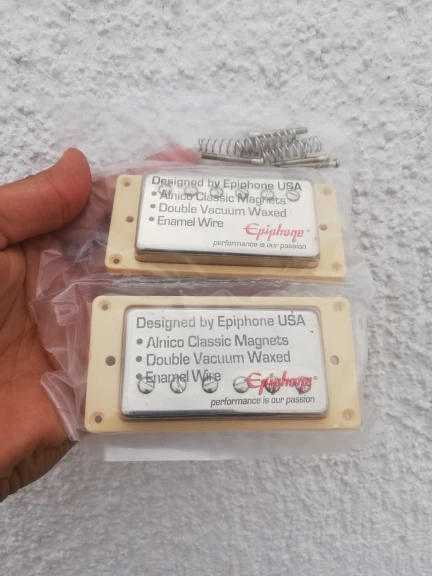 Designed by Epiphone USA
• Alnico Classic Magnets
• Double Vacuum Waxed
• Enamel Wire
Epiphone®
performance is our passion
Designed by Epiphone USA
• Alnico Classic Magnets
• Double Vacuum Waxed
• Enamel Wire
Epiphone®
performance is our passion